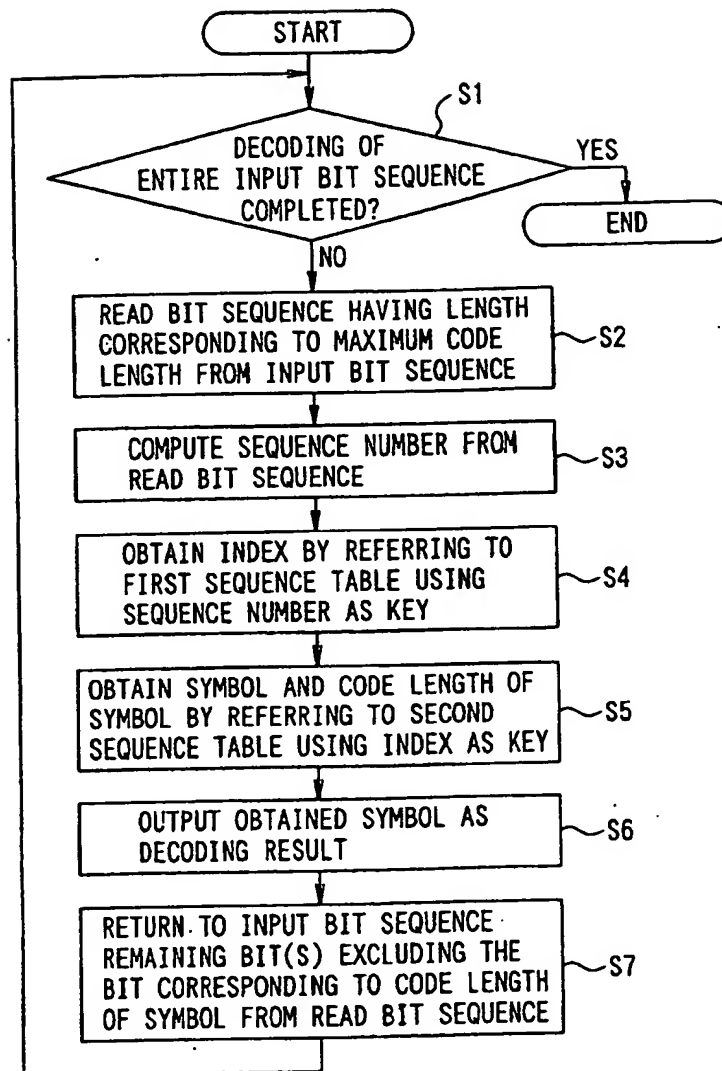 START
S1
DECODING OF
ENTIRE INPUT BIT SEQUENCE
COMPLETED?
YES
END
NO
READ BIT SEQUENCE HAVING LENGTH
CORRESPONDING TO MAXIMUM CODE
LENGTH FROM INPUT BIT SEQUENCE
S2
COMPUTE SEQUENCE NUMBER FROM
READ BIT SEQUENCE
S3
OBTAIN INDEX BY REFERRING TO
FIRST SEQUENCE TABLE USING
SEQUENCE NUMBER AS KEY
S4
OBTAIN SYMBOL AND CODE LENGTH OF
SYMBOL BY REFERRING TO SECOND
SEQUENCE TABLE USING INDEX AS KEY
S5
OUTPUT OBTAINED SYMBOL AS
DECODING RESULT
S6
RETURN TO INPUT BIT SEQUENCE
REMAINING BIT(S) EXCLUDING THE
BIT CORRESPONDING TO CODE LENGTH
OF SYMBOL FROM READ BIT SEQUENCE
S7